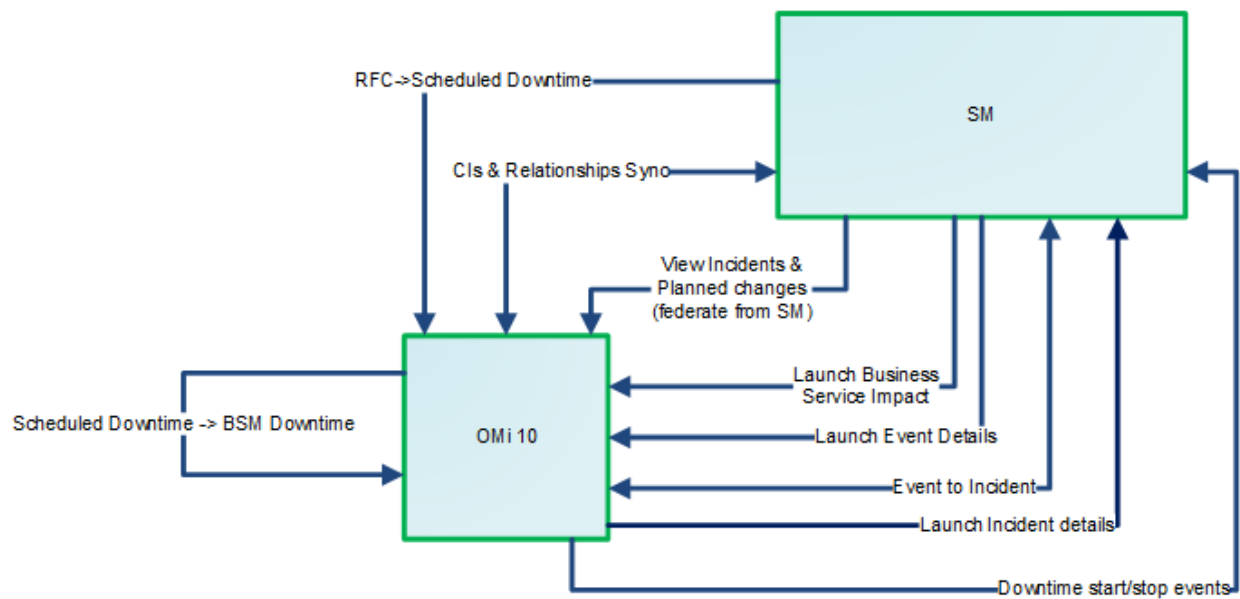 RFC->Scheduled Downtime
SM
CIs & Relationships Sync
View Incidents &
Planned changes
(federate from SM)
Launch Business
Service Impact
Scheduled Downtime -> BSM Downtime
OMi 10
Launch Event Details
Event to Incident
Launch Incident details
Downtime start/stop events